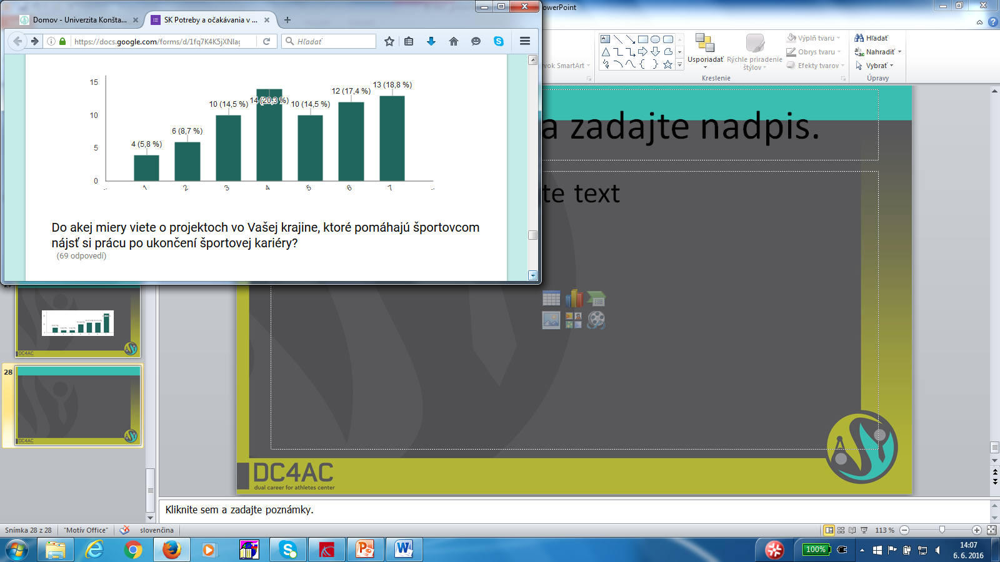 Domov - Univerzita Konšta...
SK Potreby a očakávania v ...
https://docs.google.com/forms/d/1fq7K4K5jXNlag
Hľadať
15
10
5
0
4 (5,8 %)
6 (8,7 %)
10 (14,5 %)
14 (20,3 %)
10 (14,5 %)
12 (17,4 %)
13 (18,8 %)
..
1
2
3
4
5
6
7
..
Do akej miery viete o projektoch vo Vašej krajine, ktoré pomáhajú športovcom
nájsť si prácu po ukončení športovej kariéry?
(69 odpovedí)
owerPoint
rvok SmartArt
Usporiadať
Rýchle priradenie
štýlov
Výplň tvaru
Obrys tvaru
Efekty tvarov
Kreslenie
Hľadať
Nahradiť
Vybrať
Úpravy
a zadajte nadpis.
te text
DC4AC
28
DC4AC
DC4AC
dual career for athletes center
Kliknite sem a zadajte poznámky.
Snímka 28 z 28
"Motív Office"
slovenčina
113 %
100%
14:07
6. 6. 2016